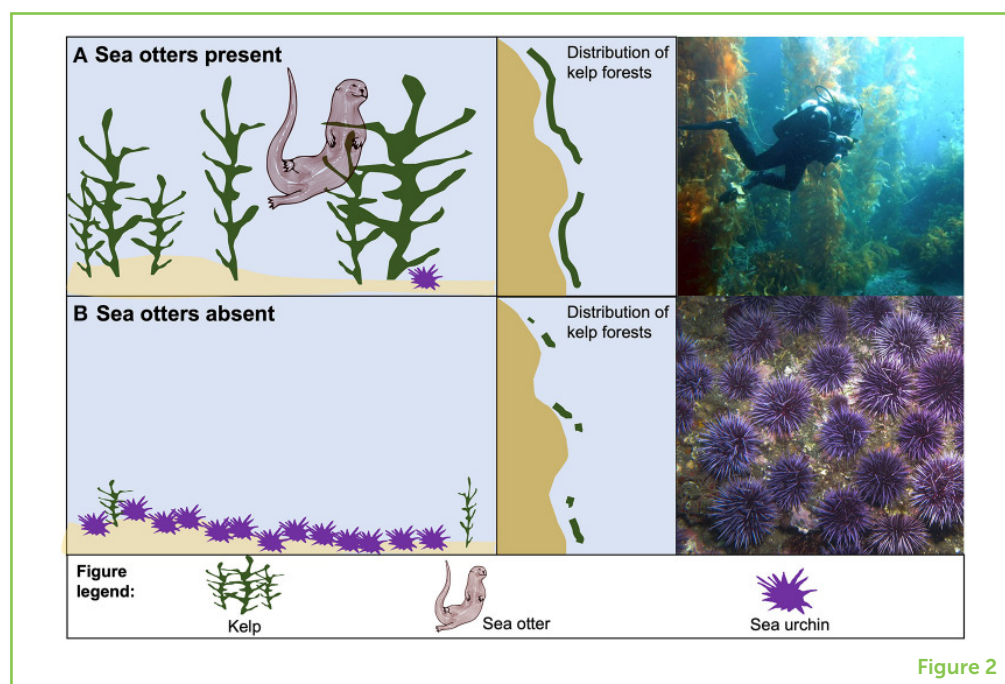 A Sea otters present
Distribution of
kelp forests
B Sea otters absent
Distribution of
kelp forests
Figure
legend:
Kelp
Sea otter
Sea urchin
Figure 2